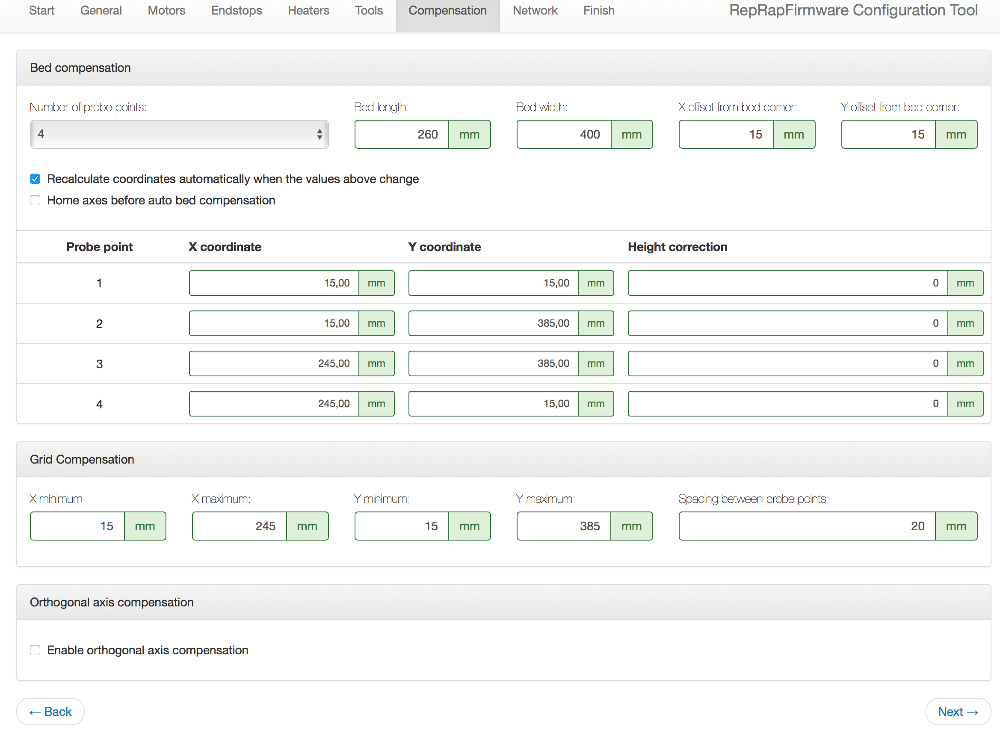 Start General Motors Endstops Heaters Tools Compensation Network Finish RepRapFirmware Configuration Tool
Bed compensation
Number of probe points: Bed length: Bed width: X offset from bed corner: Y offset from bed corner:
4 260 mm 400 mm 15 mm 15 mm
Recalculate coordinates automatically when the values above change
Home axes before auto bed compensation
Probe point X coordinate Y coordinate Height correction
1 15,00 mm 15,00 mm 0 mm
2 15,00 mm 385,00 mm 0 mm
3 245,00 mm 385,00 mm 0 mm
4 245,00 mm 15,00 mm 0 mm
Grid Compensation
X minimum: X maximum: Y minimum: Y maximum: Spacing between probe points:
15 mm 245 mm 15 mm 385 mm 20 mm
Orthogonal axis compensation
Enable orthogonal axis compensation
← Back Next →